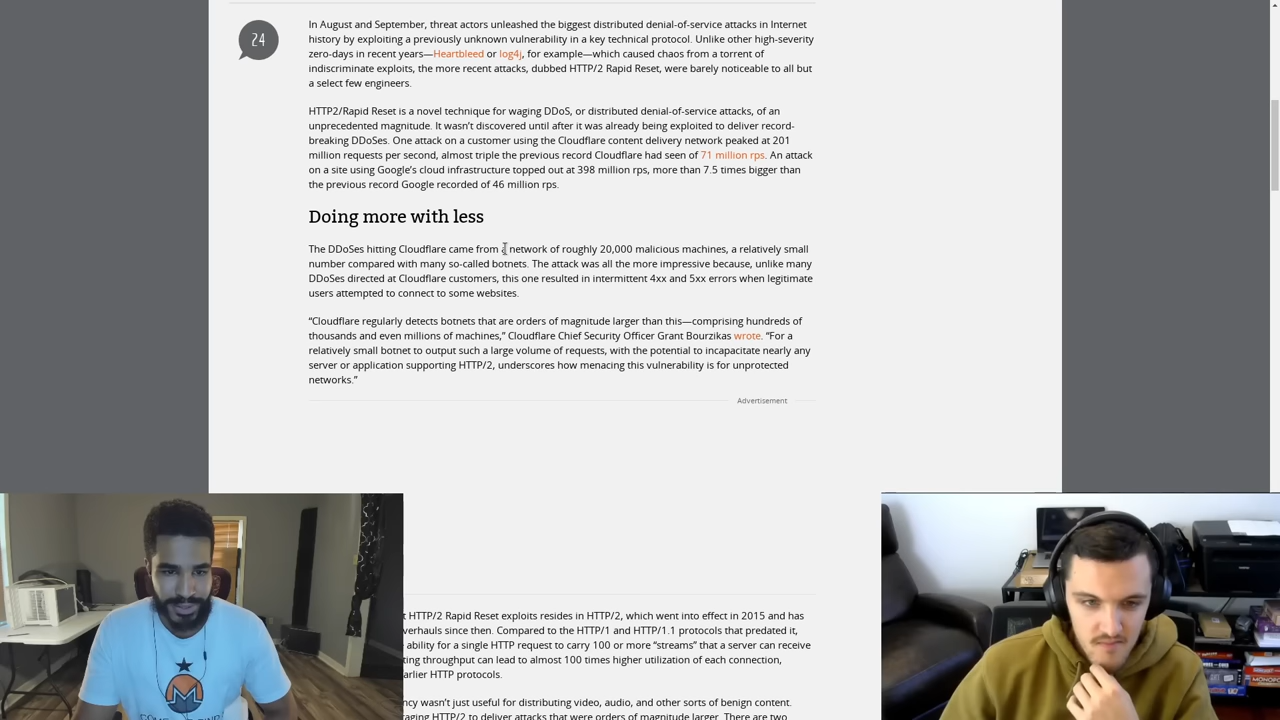 24
In August and September, threat actors unleashed the biggest distributed denial-of-service attacks in Internet
history by exploiting a previously unknown vulnerability in a key technical protocol. Unlike other high-severity
zero-days in recent years—Heartbleed or log4j, for example—which caused chaos from a torrent of
indiscriminate exploits, the more recent attacks, dubbed HTTP/2 Rapid Reset, were barely noticeable to all but
a select few engineers.
HTTP2/Rapid Reset is a novel technique for waging DDoS, or distributed denial-of-service attacks, of an
unprecedented magnitude. It wasn’t discovered until after it was already being exploited to deliver record-
breaking DDoSes. One attack on a customer using the Cloudflare content delivery network peaked at 201
million requests per second, almost triple the previous record Cloudflare had seen of 71 million rps. An attack
on a site using Google’s cloud infrastructure topped out at 398 million rps, more than 7.5 times bigger than
the previous record Google recorded of 46 million rps.
Doing more with less
The DDoSes hitting Cloudflare came from a network of roughly 20,000 malicious machines, a relatively small
number compared with many so-called botnets. The attack was all the more impressive because, unlike many
DDoSes directed at Cloudflare customers, this one resulted in intermittent 4xx and 5xx errors when legitimate
users attempted to connect to some websites.
“Cloudflare regularly detects botnets that are orders of magnitude larger than this—comprising hundreds of
thousands and even millions of machines,” Cloudflare Chief Security Officer Grant Bourzikas wrote. “For a
relatively small botnet to output such a large volume of requests, with the potential to incapacitate nearly any
server or application supporting HTTP/2, underscores how menacing this vulnerability is for unprotected
networks.”
Advertisement
t HTTP/2 Rapid Reset exploits resides in HTTP/2, which went into effect in 2015 and has
verhauls since then. Compared to the HTTP/1 and HTTP/1.1 protocols that predated it,
ability for a single HTTP request to carry 100 or more “streams” that a server can receive
ting throughput can lead to almost 100 times higher utilization of each connection,
arlier HTTP protocols.
ncy wasn’t just useful for distributing video, audio, and other sorts of benign content.
raging HTTP/2 to deliver attacks that were orders of magnitude larger. There are two